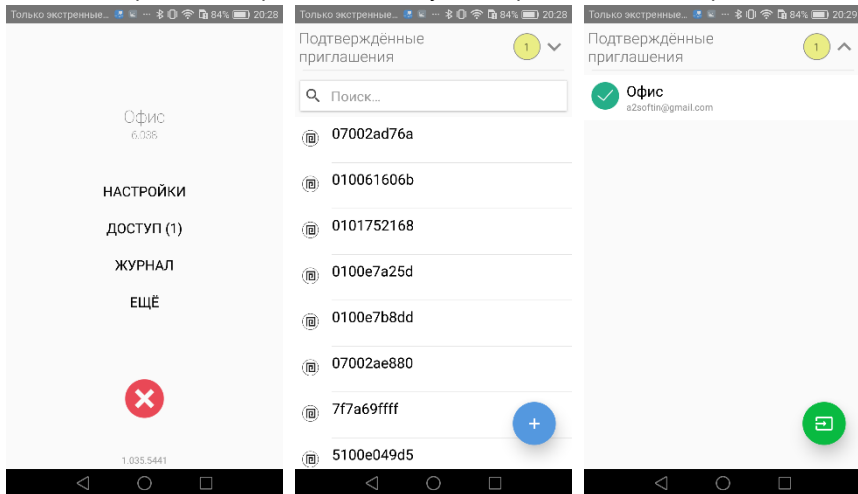 Только экстренные... 84% 20:28
Офис
6.038
НАСТРОЙКИ
ДОСТУП (1)
ЖУРНАЛ
ЕЩЁ
1.035.5441
Только экстренные... 84% 20:28
Подтверждённые
приглашения
1
Поиск...
07002ad76a
010061606b
0101752168
0100e7a25d
0100e7b8dd
07002ae880
7f7a69ffff
5100e049d5
Только экстренные... 84% 20:29
Подтверждённые
приглашения
1
Офис
a2softin@gmail.com